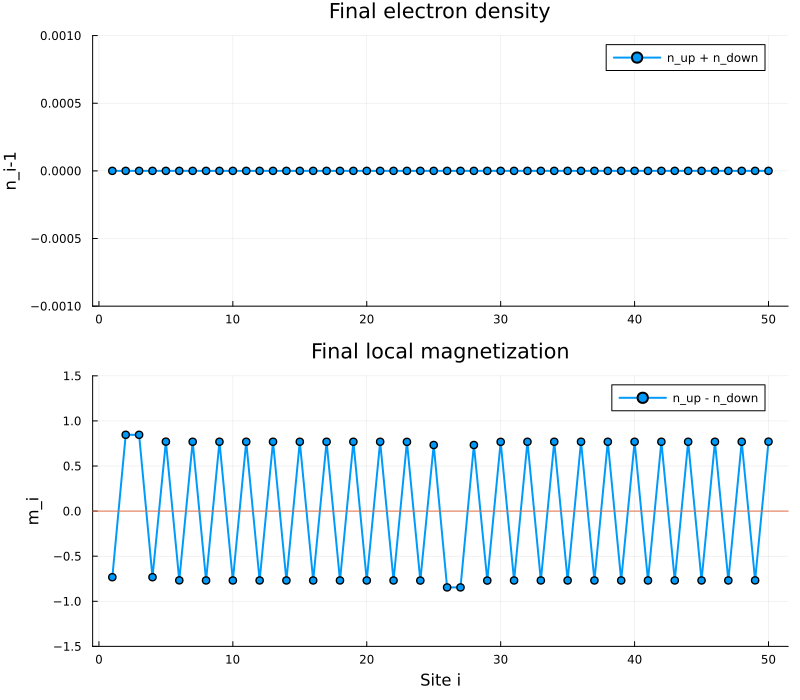 Final electron density
n_up + n_down
0.0010
0.0005
0.0000
−0.0005
−0.0010
n_i-1
0 10 20 30 40 50
Final local magnetization
n_up - n_down
1.5
1.0
0.5
0.0
−0.5
−1.0
−1.5
m_i
0 10 20 30 40 50
Site i